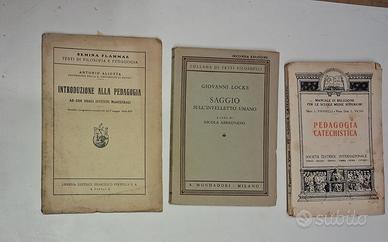 SEMINA FLAMMAE
TESTI DI FILOSOFIA E PEDAGOGIA
ANTONIO ALIOTTA
INTRODUZIONE ALLA PEDAGOGIA
AD USO DEGLI ISTITUTI MAGISTRALI
LIBRERIA EDITRICE FRANCESCO PERRELLA S. A.
NAPOLI
SECONDA EDIZIONE
COLLANA DI TESTI FILOSOFICI
GIOVANNI LOCKE
SAGGIO
SULL'INTELLETTO UMANO
A CURA DI
NICOLA ABBAGNANO
A. MONDADORI - MILANO
MANUALE DI RELIGIONE
PER LE SCUOLE MEDIE SUPERIORI
PEDAGOGIA
CATECHISTICA
SOCIETÀ EDITRICE INTERNAZIONALE
subito.it